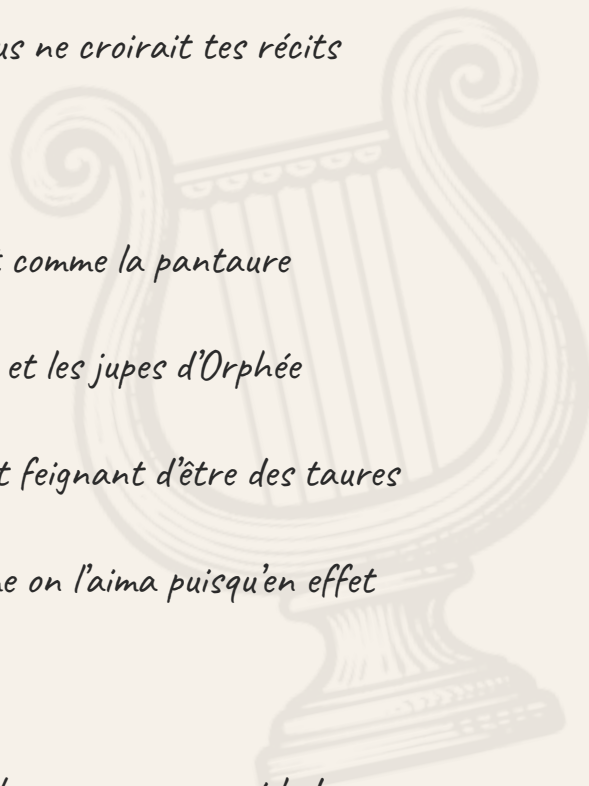 ne croirait tes récits
comme la pantaure
et les jupes d'Orphée
feignant d'être des taures
on l'aima puisqu'en effet